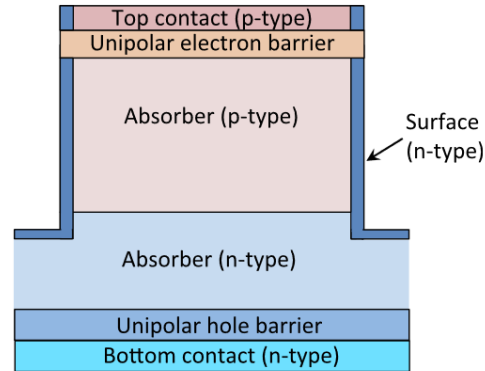 Top contact (p-type)
Unipolar electron barrier
Absorber (p-type)
Surface
(n-type)
Absorber (n-type)
Unipolar hole barrier
Bottom contact (n-type)